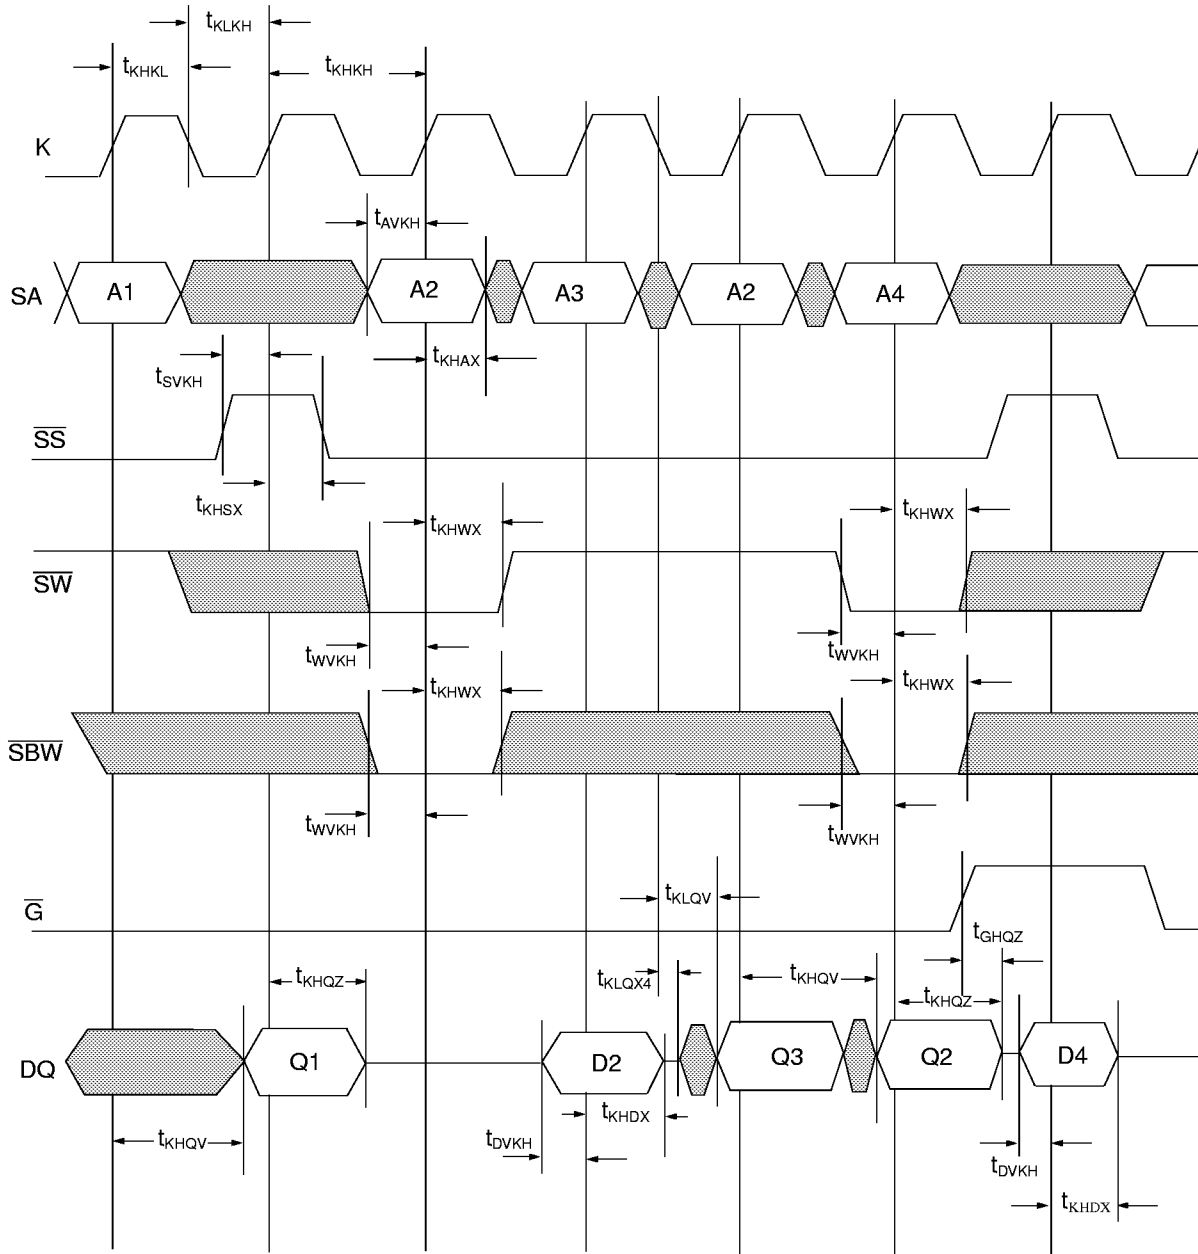 tKLKH
tKHKL
tKHKH
K
tAVKH
SA
A1
A2
A3
A2
A4
tSVKH
tKHAX
SS
tKHSX
tKHWX
tKHWX
SW
tWVKH
tWVKH
tKHWX
tKHWX
SBW
tWVKH
tWVKH
G
tKLQV
tGHQZ
tKHQZ
tKLQX4
tKHQV
tKHQZ
DQ
Q1
D2
Q3
Q2
D4
tKHQV
tKHDX
tDVKH
tDVKH
tKHDX